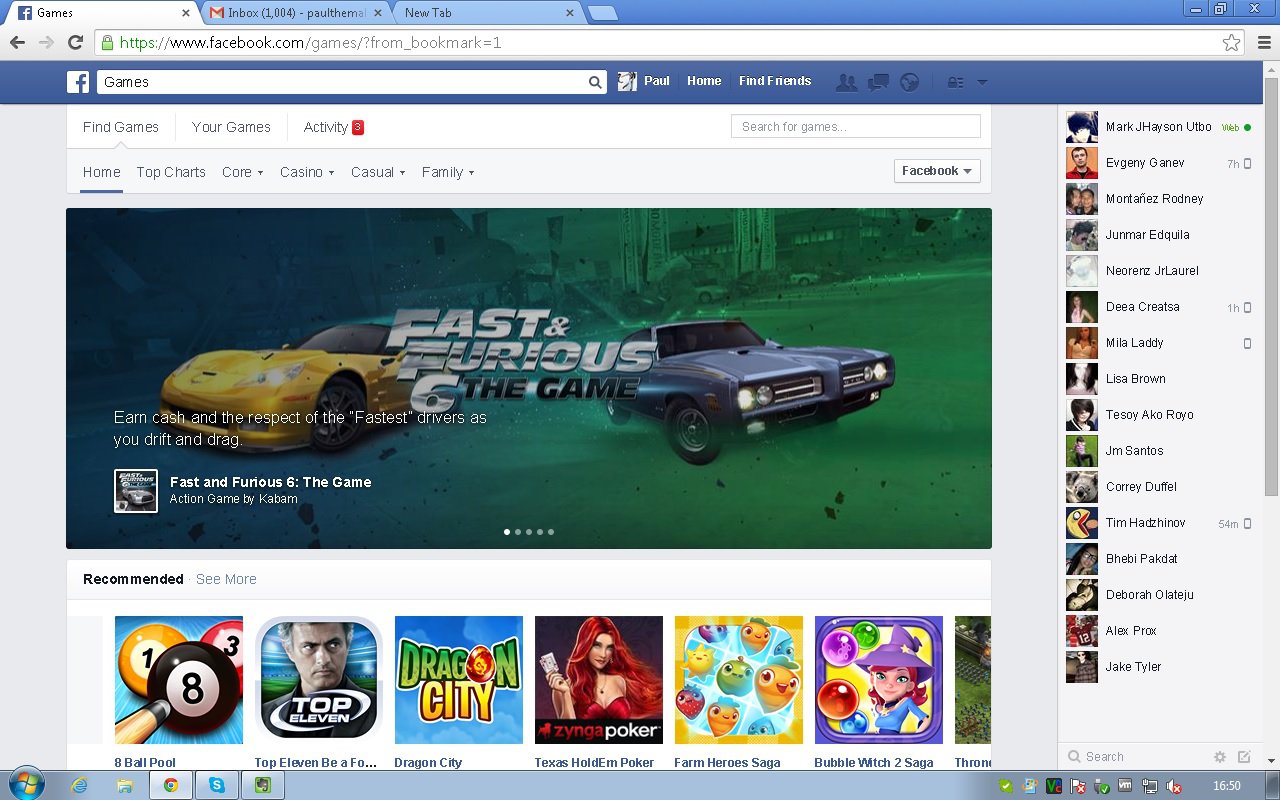 Games
Inbox (1,004) - paulthemal
New Tab
https://www.facebook.com/games/?from_bookmark=1
Games
Paul
Home
Find Friends
Find Games
Your Games
Activity 3
Search for games...
Home
Top Charts
Core
Casino
Casual
Family
Facebook
FAST &
FURIOUS
6 THE GAME
Earn cash and the respect of the "Fastest" drivers as
you drift and drag.
Fast and Furious 6: The Game
Action Game by Kabam
Recommended · See More
1
3
8
TOP
ELEVEN
DRAGON
CITY
zyngapoker
8 Ball Pool
Top Eleven Be a Fo...
Dragon City
Texas HoldEm Poker
Farm Heroes Saga
Bubble Witch 2 Saga
Thron
Mark JHayson Utbo Web
Evgeny Ganev 7h
Montañez Rodney
Junmar Edquila
Neorenz JrLaurel
Deea Creatsa 1h
Mila Laddy
Lisa Brown
Tesoy Ako Royo
Jm Santos
Correy Duffel
Tim Hadzhinov 54m
Bhebi Pakdat
Deborah Olateju
Alex Prox
Jake Tyler
Search
16:50